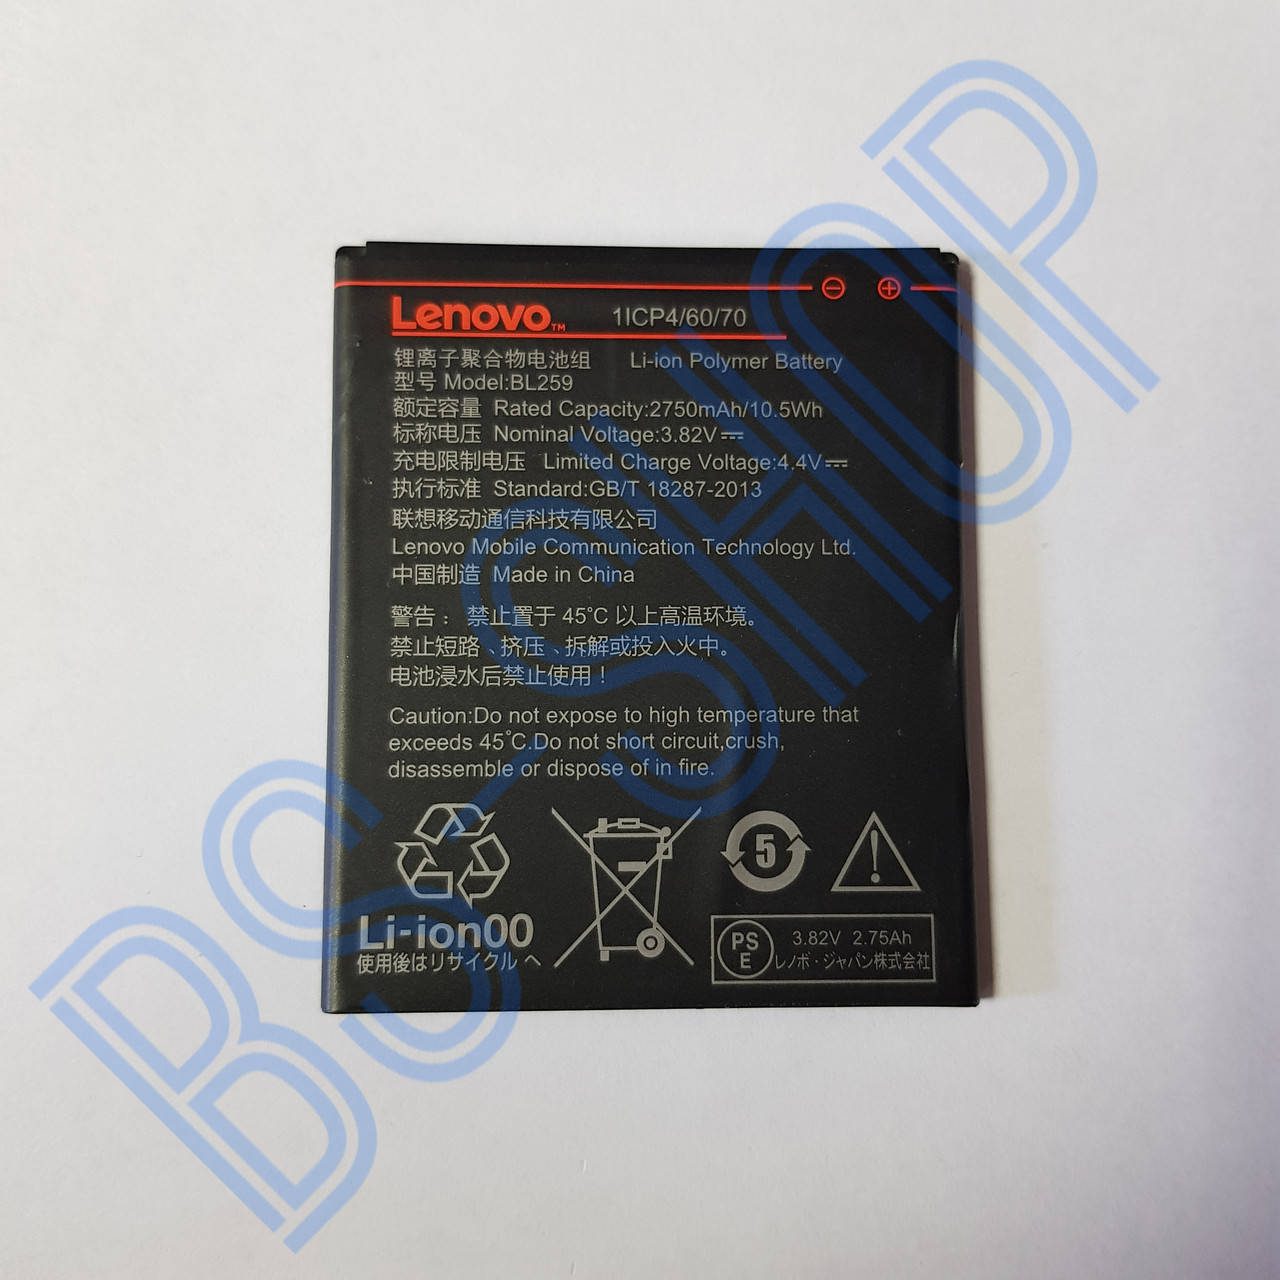 Lenovo™ 1ICP4/60/70
锂离子聚合物电池组 Li-ion Polymer Battery
型号 Model:BL259
额定容量 Rated Capacity:2750mAh/10.5Wh
标称电压 Nominal Voltage:3.82V⎓
充电限制电压 Limited Charge Voltage:4.4V⎓
执行标准 Standard:GB/T 18287-2013
联想移动通信科技有限公司
Lenovo Mobile Communication Technology Ltd.
中国制造 Made in China
警告：禁止置于 45°C 以上高温环境。
禁止短路、挤压、拆解或投入火中。
电池浸水后禁止使用！
Caution:Do not expose to high temperature that
exceeds 45°C.Do not short circuit,crush,
disassemble or dispose of in fire.
5
Li-ion00
使用後はリサイクルへ
PS
E
3.82V 2.75Ah
レノボ・ジャパン株式会社
BS-SHOP